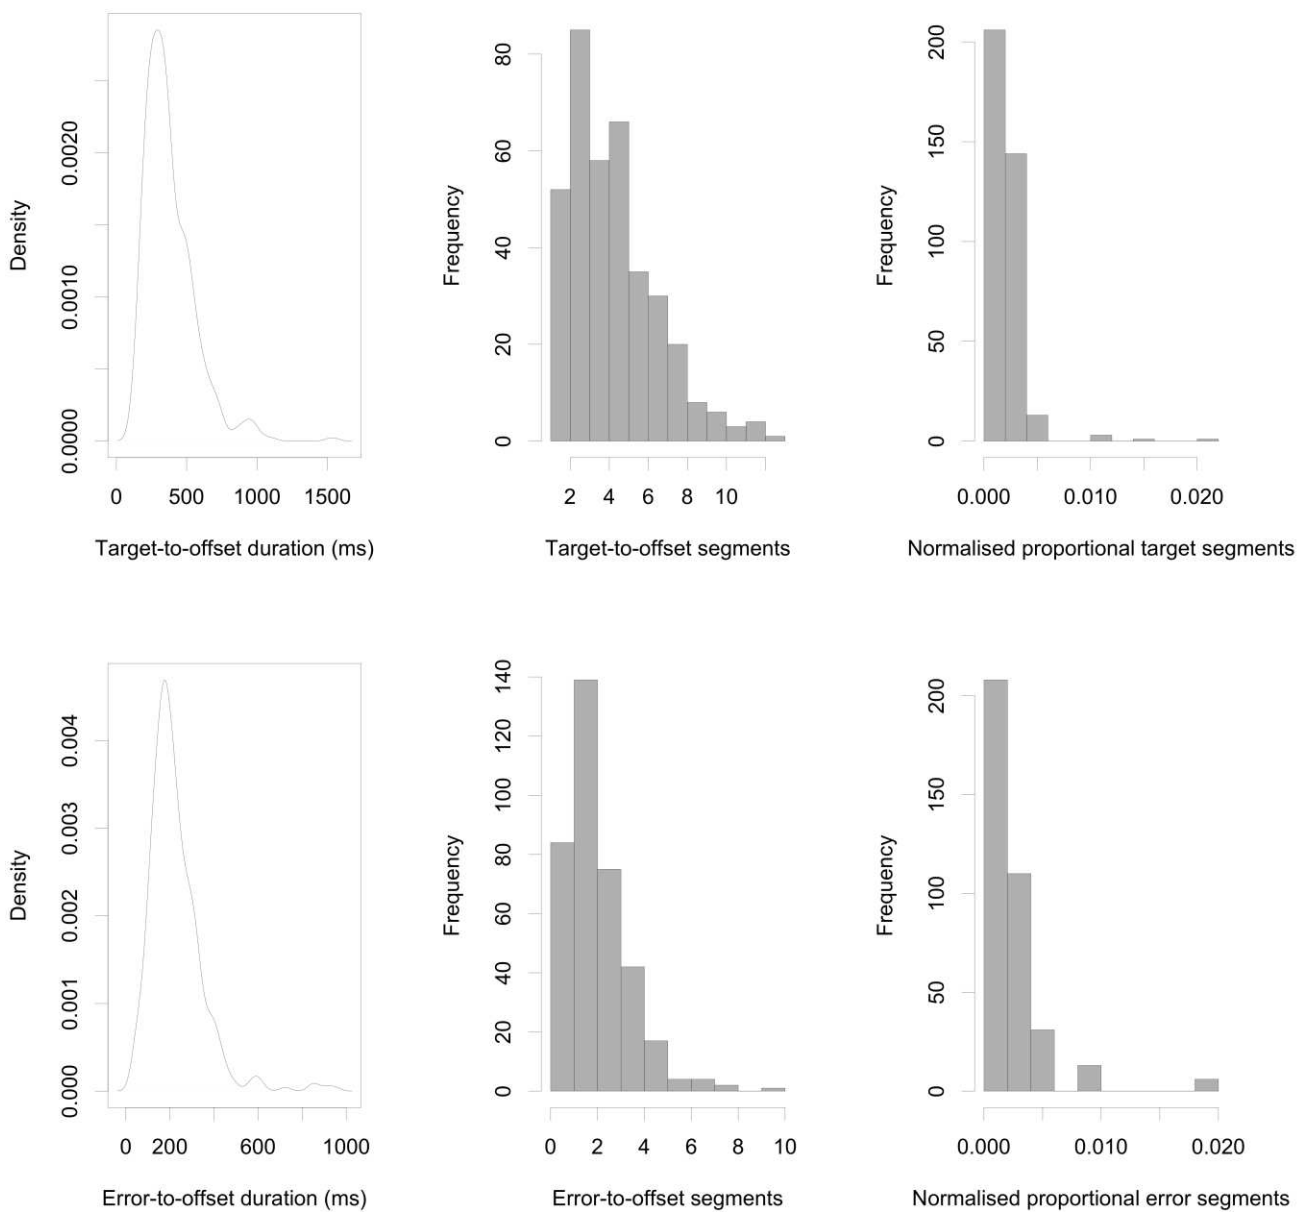 Density
0.0000
0.0010
0.0020
0 500 1000 1500
Target-to-offset duration (ms)
Frequency
0 20 40 60 80
2 4 6 8 10
Target-to-offset segments
Frequency
0 50 100 150 200
0.000 0.010 0.020
Normalised proportional target segments
Density
0.000 0.001 0.002 0.003 0.004
0 200 600 1000
Error-to-offset duration (ms)
Frequency
0 20 40 60 80 100 120 140
0 2 4 6 8 10
Error-to-offset segments
Frequency
0 50 100 150 200
0.000 0.010 0.020
Normalised proportional error segments